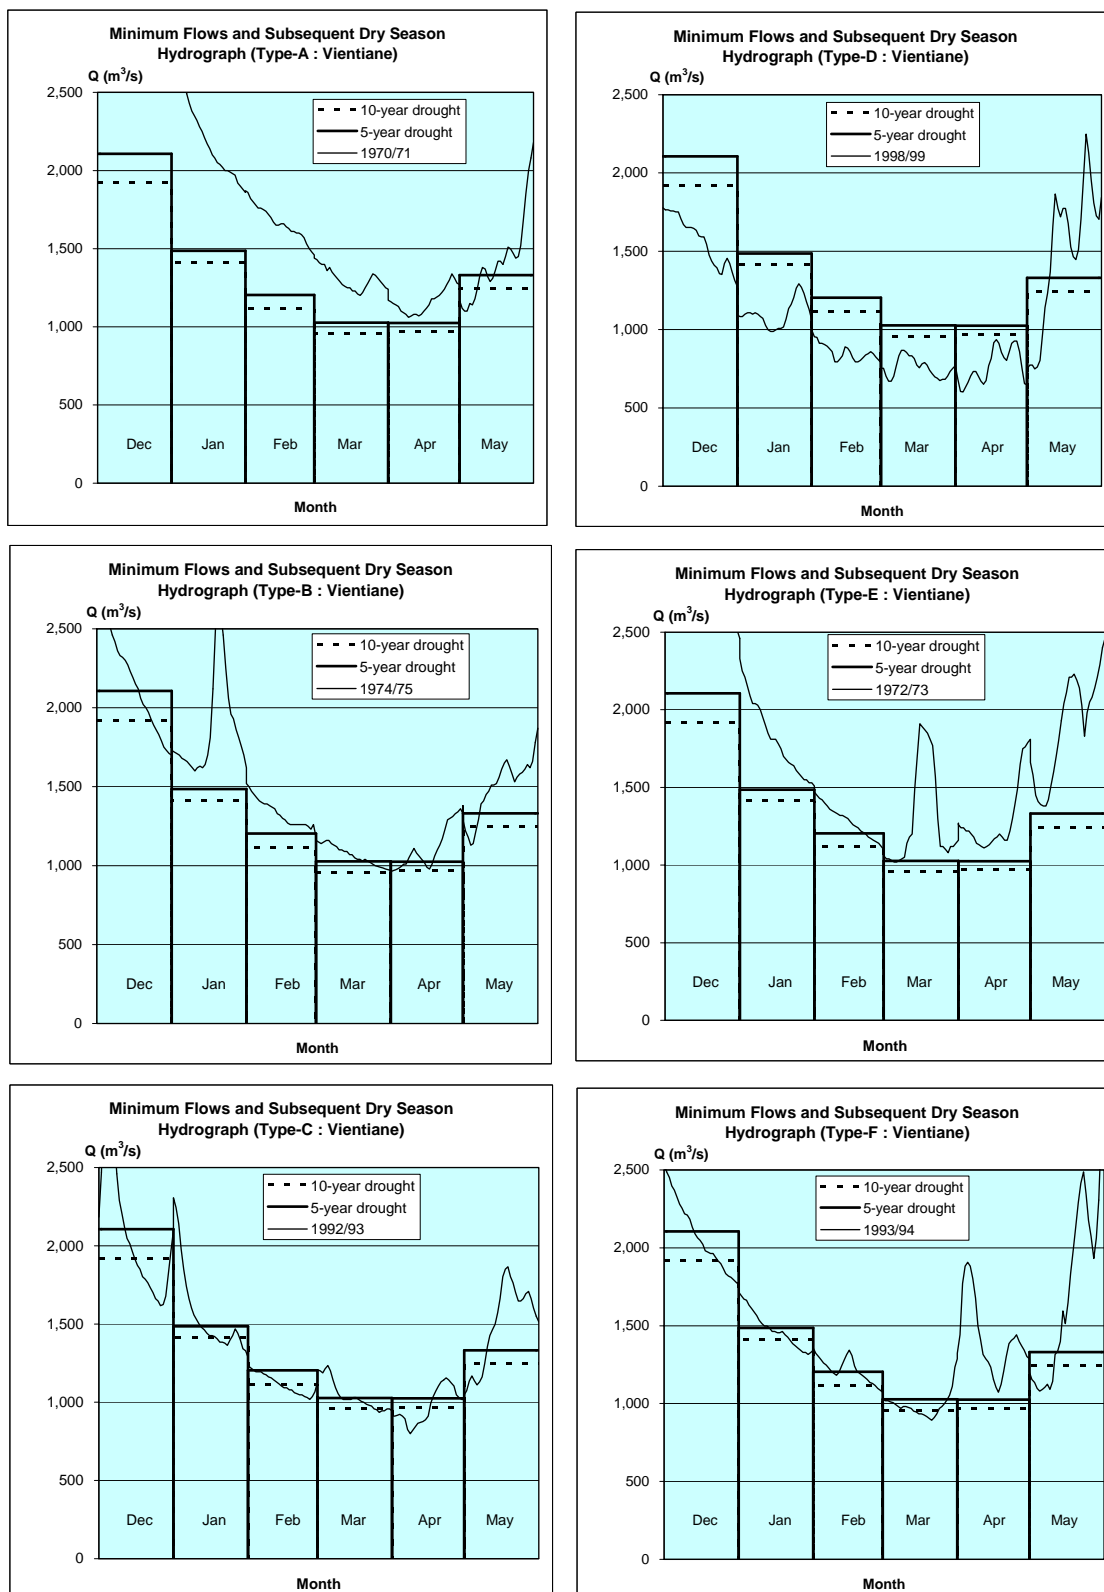 Minimum Flows and Subsequent Dry Season
Hydrograph (Type-A : Vientiane)
Q (m³/s)
2,500
2,000
1,500
1,000
500
0
10-year drought
5-year drought
1970/71
Dec Jan Feb Mar Apr May
Month
Minimum Flows and Subsequent Dry Season
Hydrograph (Type-D : Vientiane)
Q (m³/s)
2,500
2,000
1,500
1,000
500
0
10-year drought
5-year drought
1998/99
Dec Jan Feb Mar Apr May
Month
Minimum Flows and Subsequent Dry Season
Hydrograph (Type-B : Vientiane)
Q (m³/s)
2,500
2,000
1,500
1,000
500
0
10-year drought
5-year drought
1974/75
Dec Jan Feb Mar Apr May
Month
Minimum Flows and Subsequent Dry Season
Hydrograph (Type-E : Vientiane)
Q (m³/s)
2,500
2,000
1,500
1,000
500
0
10-year drought
5-year drought
1972/73
Dec Jan Feb Mar Apr May
Month
Minimum Flows and Subsequent Dry Season
Hydrograph (Type-C : Vientiane)
Q (m³/s)
2,500
2,000
1,500
1,000
500
0
10-year drought
5-year drought
1992/93
Dec Jan Feb Mar Apr May
Month
Minimum Flows and Subsequent Dry Season
Hydrograph (Type-F : Vientiane)
Q (m³/s)
2,500
2,000
1,500
1,000
500
0
10-year drought
5-year drought
1993/94
Dec Jan Feb Mar Apr May
Month